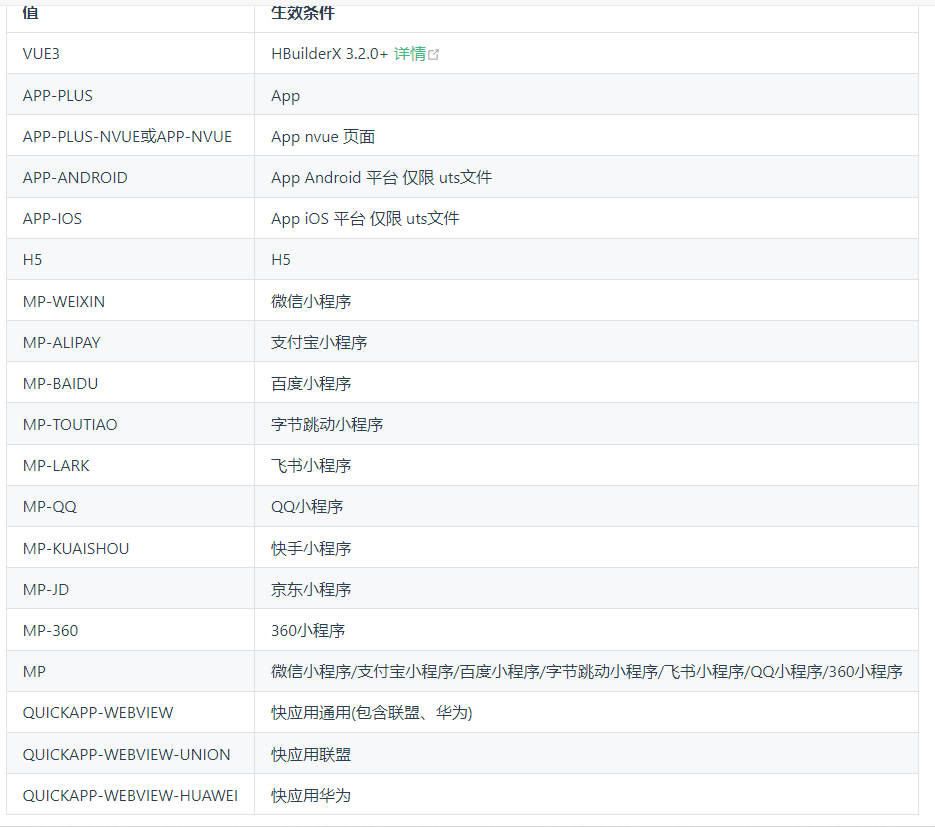 值 生效条件
VUE3 HBuilderX 3.2.0+ 详情
APP-PLUS App
APP-PLUS-NVUE或APP-NVUE App nvue 页面
APP-ANDROID App Android 平台 仅限 uts文件
APP-IOS App iOS 平台 仅限 uts文件
H5 H5
MP-WEIXIN 微信小程序
MP-ALIPAY 支付宝小程序
MP-BAIDU 百度小程序
MP-TOUTIAO 字节跳动小程序
MP-LARK 飞书小程序
MP-QQ QQ小程序
MP-KUAISHOU 快手小程序
MP-JD 京东小程序
MP-360 360小程序
MP 微信小程序/支付宝小程序/百度小程序/字节跳动小程序/飞书小程序/QQ小程序/360小程序
QUICKAPP-WEBVIEW 快应用通用(包含联盟、华为)
QUICKAPP-WEBVIEW-UNION 快应用联盟
QUICKAPP-WEBVIEW-HUAWEI 快应用华为